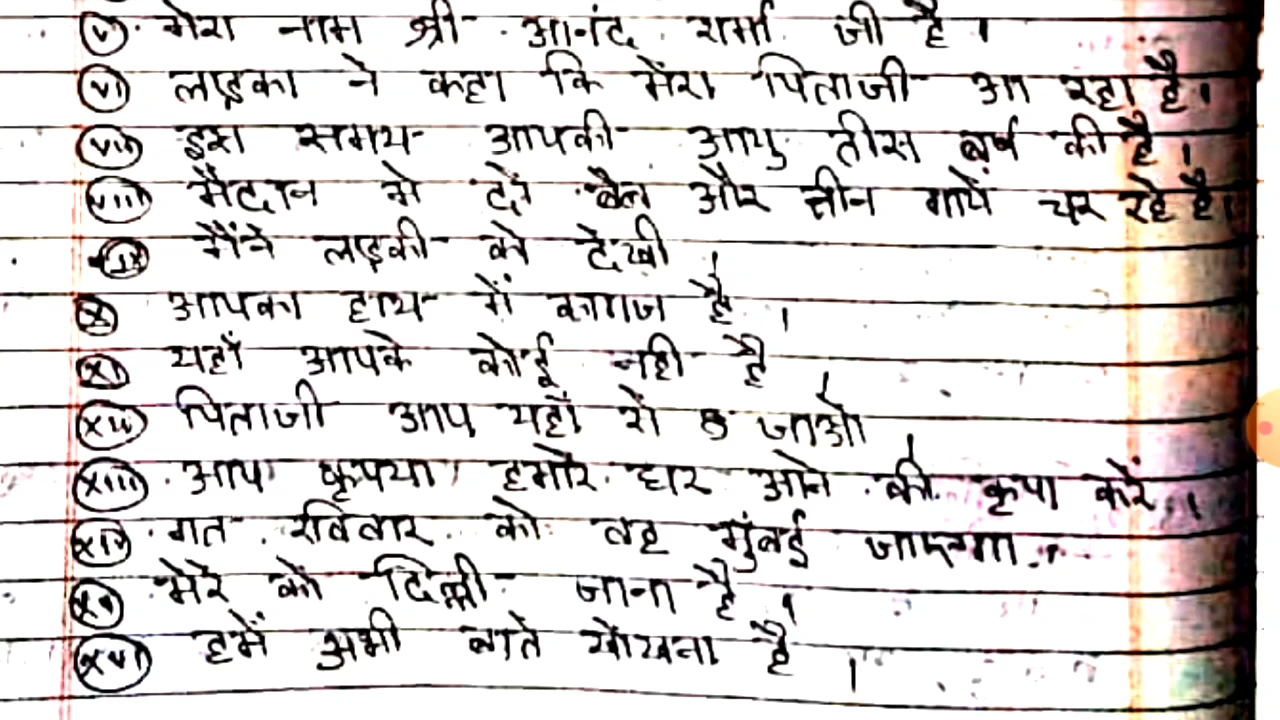 (v) मेरा नाम श्री आनंद शर्मा जी है।
(vi) लड़का ने कहा कि मेरा पिताजी आ रहा है।
(vii) इस समय आपकी आयु तीस वर्ष की है।
(viii) मैदान मे दो बैल और तीन गायें चर रहे है।
(ix) मैंने लड़की को देखी।
(x) आपका हाथ में कागज है।
(xi) यहाँ आपके कोई नही है।
(xii) पिताजी आप यहाँ से जाओ।
(xiii) आप कृपया हमारे घर आने की कृपा करें।
(xiv) गत रविवार को वह मुंबई जाएगा।
(xv) मेरे को दिल्ली जाना है।
(xvi) हमें अभी बाते है।